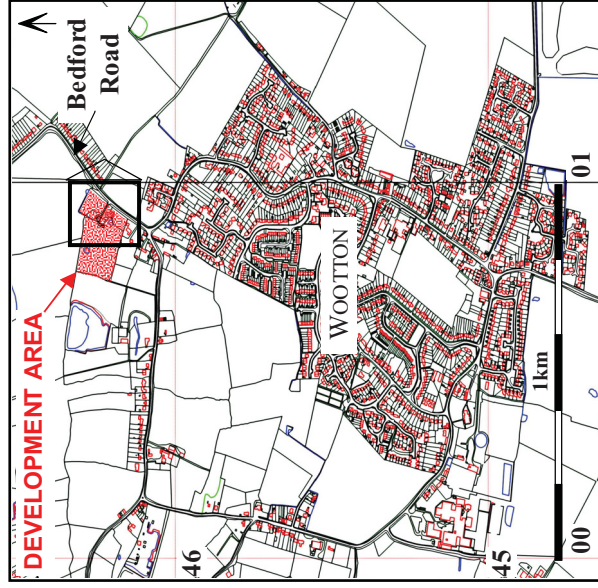 DEVELOPMENT AREA
Bedford
Road
WOOTTON
1km
46
45
00
01